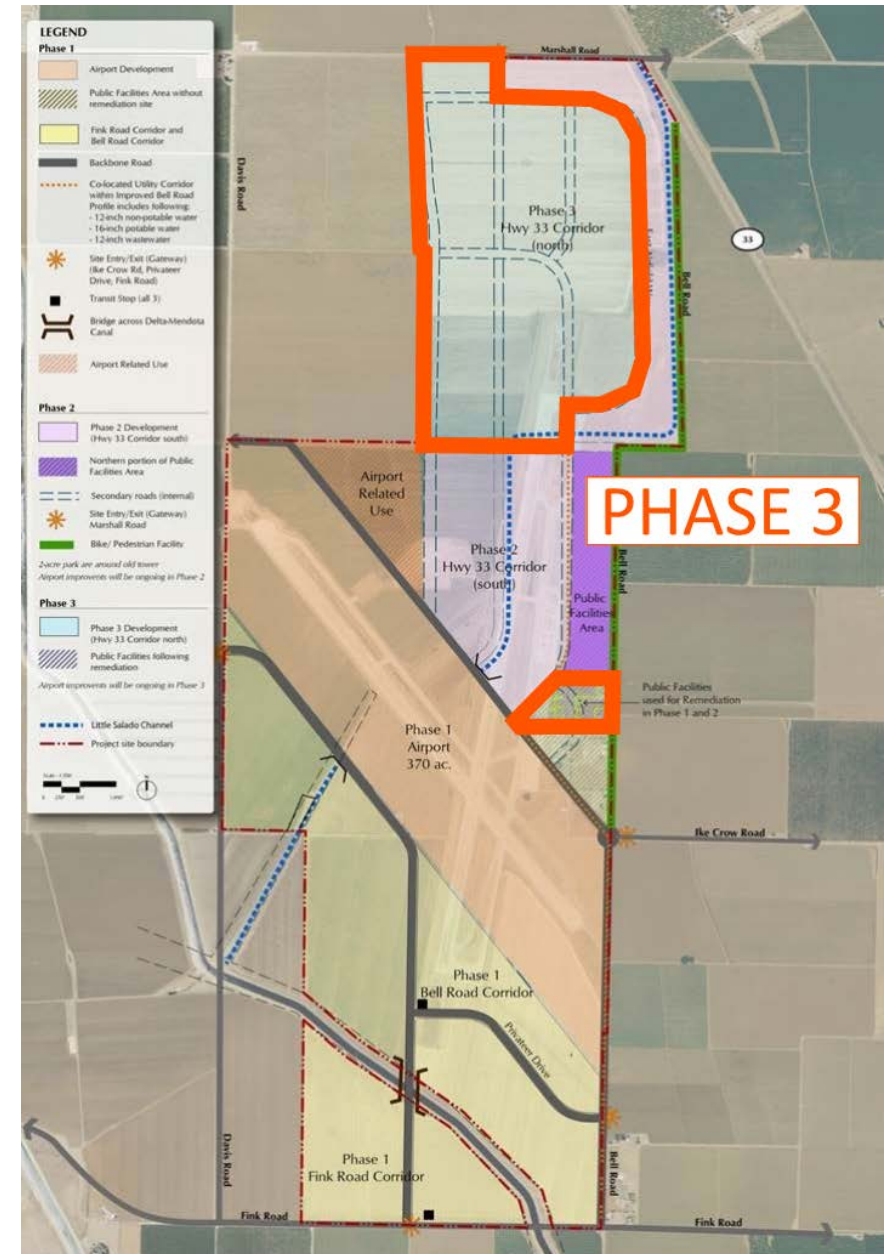 LEGEND
Phase 1
Airport Development
Public Facilities Area without
remediation site
Fink Road Corridor and
Bell Road Corridor
Backbone Road
Co-located Utility Corridor
within Improved Bell Road
Profile includes following:
- 12-inch non-potable water
- 16-inch potable water
- 12-inch wastewater
Site Entry/Exit (Gateway)
(Ike Crow Rd, Privateer
Drive, Fink Road)
Transit Stop (all 3)
Bridge across Delta-Mendota
Canal
Airport Related Use
Phase 2
Phase 2 Development
(Hwy 33 Corridor south)
Northern portion of Public
Facilities Area
Secondary roads (internal)
Site Entry/Exit (Gateway)
Marshall Road
Bike/ Pedestrian Facility
2-acre park are around old tower
Airport improvents will be ongoing in Phase 2
Phase 3
Phase 3 Development
(Hwy 33 Corridor north)
Public Facilities following
remediation
Airport improvents will be ongoing in Phase 3
Little Salado Channel
Project site boundary
Marshall Road
Davis Road
Phase 3
Hwy 33 Corridor
(north)
33
Bell Road
Airport
Related
Use
PHASE 3
Phase 2
Hwy 33 Corridor
(south)
Bell Road
Public
Facilities
Area
Public Facilities
used for Remediation
in Phase 1 and 2
Phase 1
Airport
370 ac.
Ike Crow Road
Phase 1
Bell Road Corridor
Privateer Drive
Phase 1
Fink Road Corridor
Davis Road
Bell Road
Fink Road
Fink Road